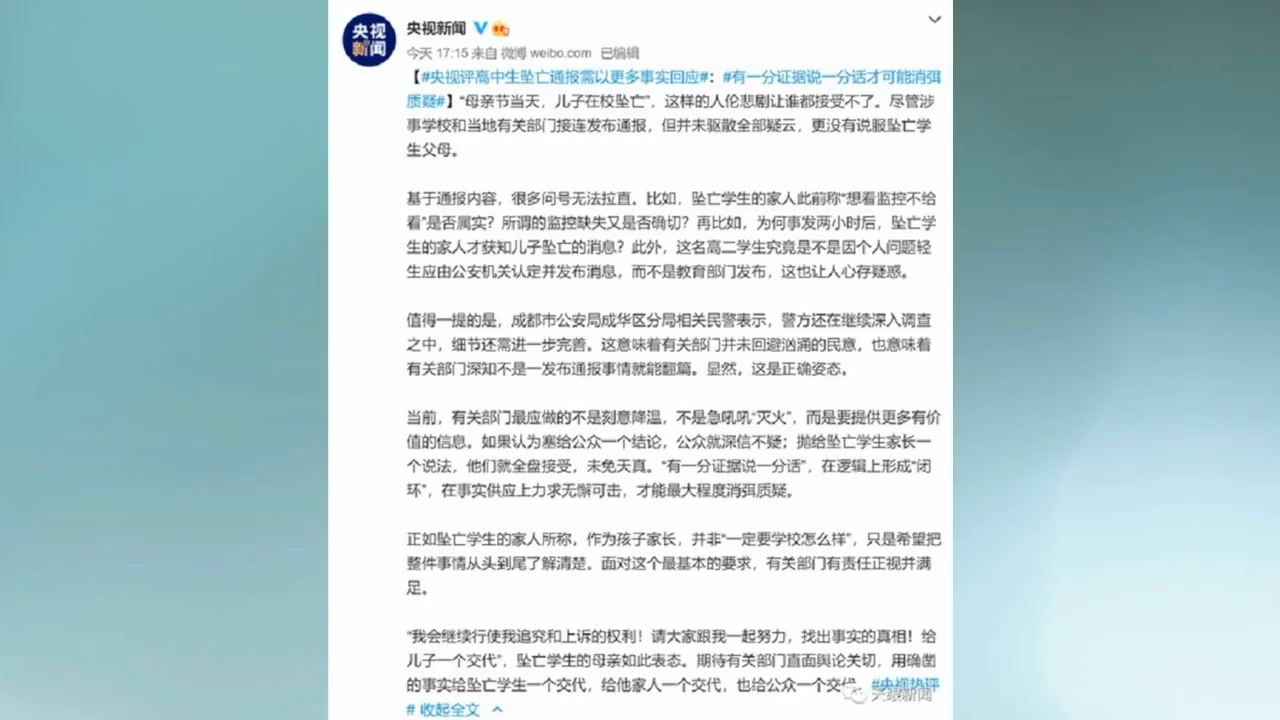 央视新闻
央视
新闻
今天 17:15 来自 微博 weibo.com 已编辑
【#央视评高中生坠亡通报需以更多事实回应#：#有一分证据说一分话才可能消弭
质疑#】“母亲节当天，儿子在校坠亡”，这样的人伦悲剧让谁都接受不了。尽管涉
事学校和当地有关部门接连发布通报，但并未驱散全部疑云，更没有说服坠亡学
生父母。
基于通报内容，很多问号无法拉直。比如，坠亡学生的家人此前称“想看监控不给
看”是否属实？所谓的监控缺失又是否确切？再比如，为何事发两小时后，坠亡学
生的家人才获知儿子坠亡的消息？此外，这名高二学生究竟是不是因个人问题轻
生应由公安机关认定并发布消息，而不是教育部门发布，这也让人心存疑惑。
值得一提的是，成都市公安局成华区分局相关民警表示，警方还在继续深入调查
之中，细节还需进一步完善。这意味着有关部门并未回避汹涌的民意，也意味着
有关部门深知不是一发布通报事情就能翻篇。显然，这是正确姿态。
当前，有关部门最应做的不是刻意降温，不是急吼吼“灭火”，而是要提供更多有价
值的信息。如果认为塞给公众一个结论，公众就深信不疑；抛给坠亡学生家长一
个说法，他们就全盘接受，未免天真。“有一分证据说一分话”，在逻辑上形成“闭
环”，在事实供应上力求无懈可击，才能最大程度消弭质疑。
正如坠亡学生的家人所称，作为孩子家长，并非“一定要学校怎么样”，只是希望把
整件事情从头到尾了解清楚。面对这个最基本的要求，有关部门有责任正视并满
足。
“我会继续行使我追究和上诉的权利！请大家跟我一起努力，找出事实的真相！给
儿子一个交代”，坠亡学生的母亲如此表态。期待有关部门直面舆论关切，用确凿
的事实给坠亡学生一个交代，给他家人一个交代，也给公众一个交代。#央视热评
# 收起全文
天眼新闻